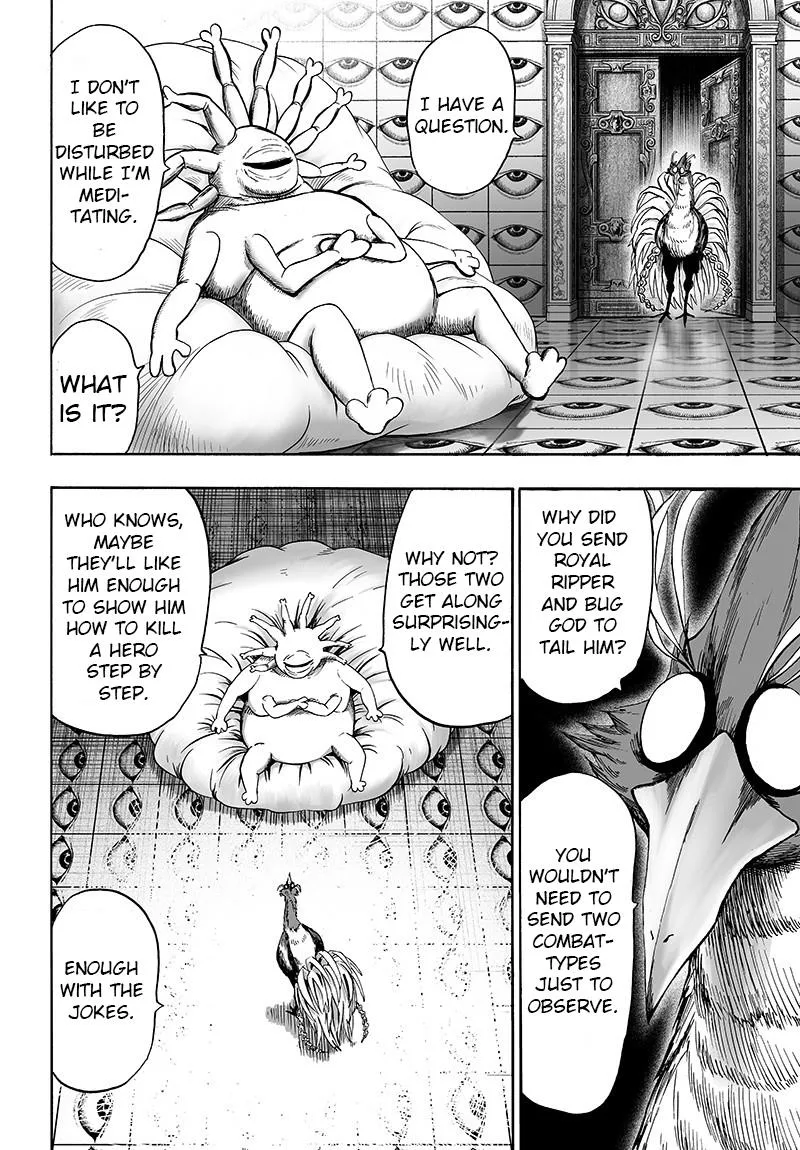 I HAVE A
QUESTION.
I DON'T
LIKE TO
BE
DISTURBED
WHILE I'M
MEDI-
TATING.
WHAT
IS IT?
WHY DID
YOU SEND
ROYAL
RIPPER
AND BUG
GOD TO
TAIL HIM?
YOU
WOULDN'T
NEED TO
SEND TWO
COMBAT-
TYPES
JUST TO
OBSERVE.
WHY NOT?
THOSE TWO
GET ALONG
SURPRISING-
LY WELL.
WHO KNOWS,
MAYBE
THEY'LL LIKE
HIM ENOUGH
TO SHOW HIM
HOW TO KILL
A HERO
STEP BY
STEP.
ENOUGH
WITH THE
JOKES.